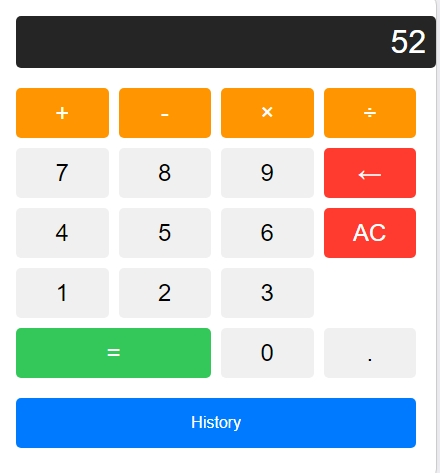 52
+ - × ÷
7 8 9 ←
4 5 6 AC
1 2 3
= 0 .
History